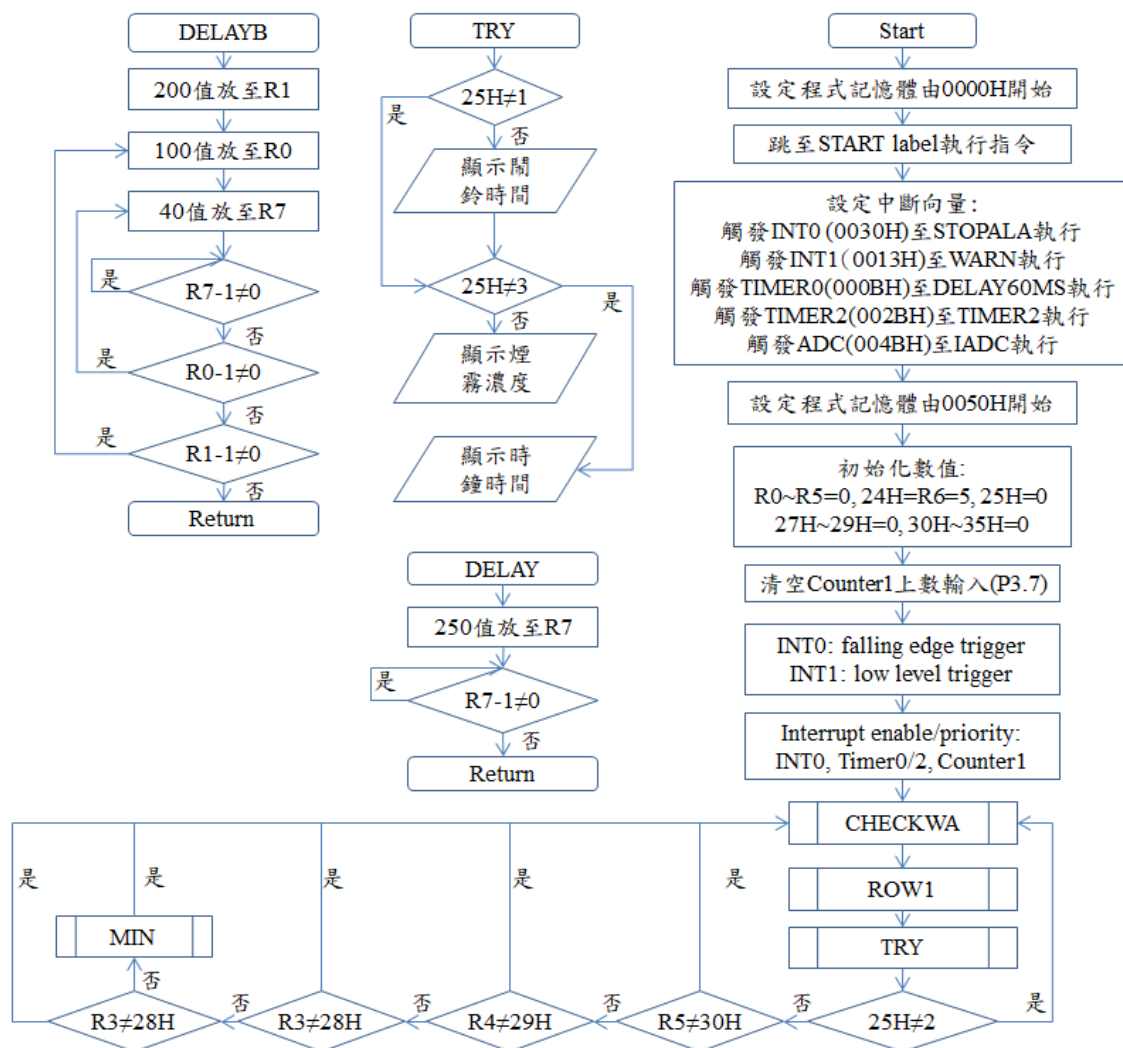 DELAYB
200值放至R1
100值放至R0
40值放至R7
是
R7-1≠0
否
是
R0-1≠0
否
是
R1-1≠0
否
Return
TRY
25H≠1
是
否
顯示鬧
鈴時間
25H≠3
是
否
顯示煙
霧濃度
顯示時
鐘時間
DELAY
250值放至R7
是
R7-1≠0
否
Return
Start
設定程式記憶體由0000H開始
跳至START label執行指令
設定中斷向量:
觸發INT0 (0030H)至STOPALA執行
觸發INT1（0013H)至WARN執行
觸發TIMER0(000BH)至DELAY60MS執行
觸發TIMER2(002BH)至TIMER2執行
觸發ADC(004BH)至IADC執行
設定程式記憶體由0050H開始
初始化數值:
R0~R5=0, 24H=R6=5, 25H=0
27H~29H=0, 30H~35H=0
清空Counter1上數輸入(P3.7)
INT0: falling edge trigger
INT1: low level trigger
Interrupt enable/priority:
INT0, Timer0/2, Counter1
CHECKWA
ROW1
TRY
25H≠2
是
否
R5≠30H
是
否
R4≠29H
是
否
R3≠28H
是
否
R3≠28H
是
否
MIN
是